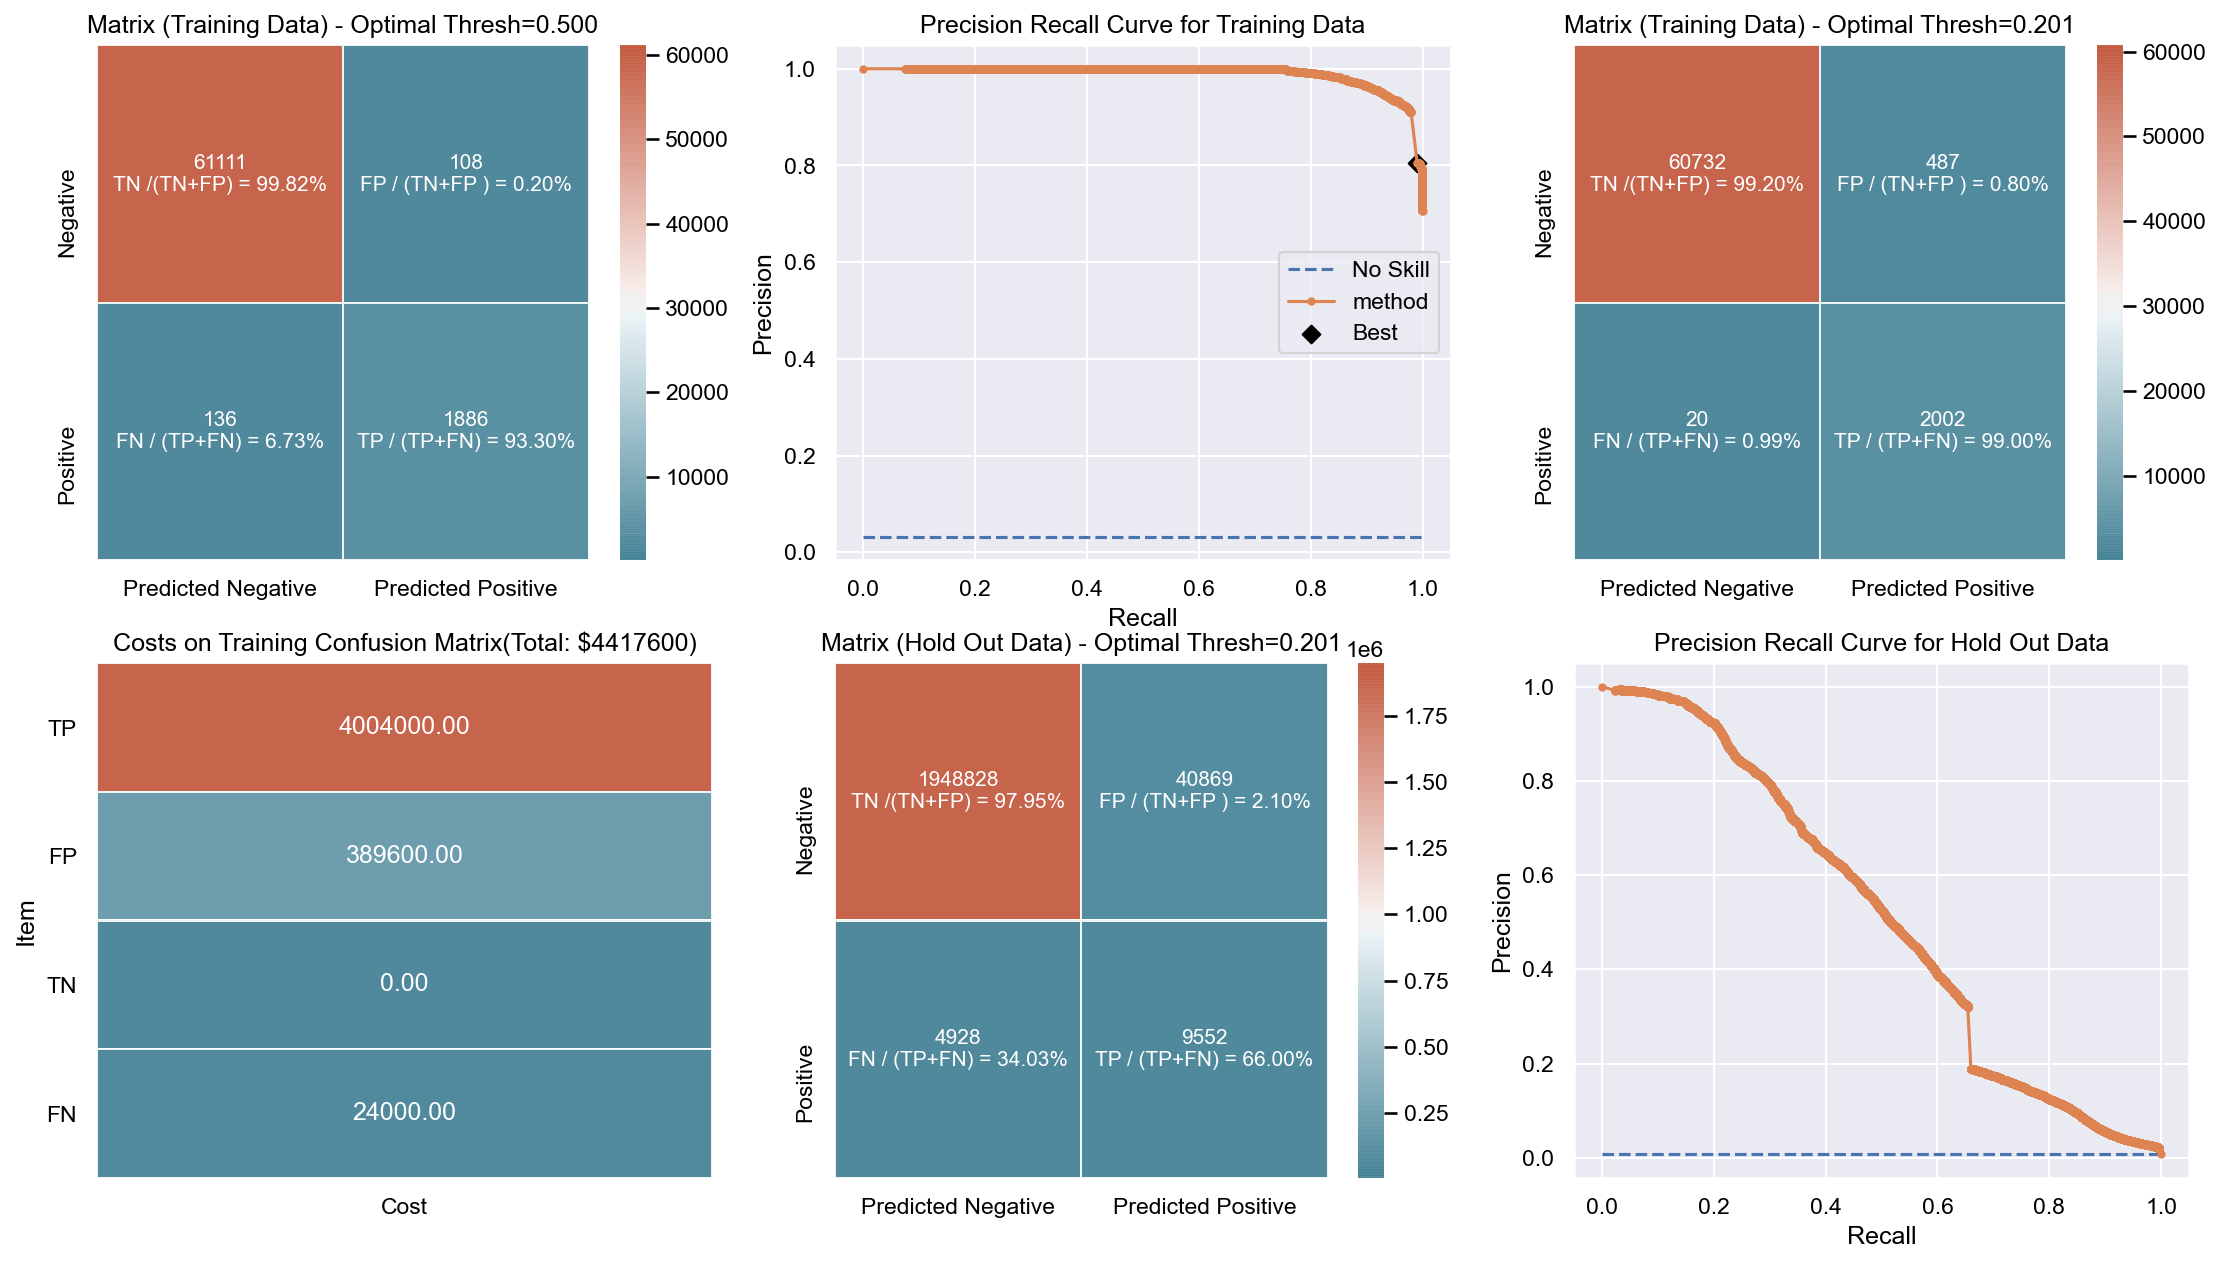 Matrix (Training Data) - Optimal Thresh=0.500
61111
TN /(TN+FP) = 99.82%
108
FP / (TN+FP ) = 0.20%
136
FN / (TP+FN) = 6.73%
1886
TP / (TP+FN) = 93.30%
Negative
Positive
Predicted Negative
Predicted Positive
60000
50000
40000
30000
20000
10000
Precision Recall Curve for Training Data
1.0
0.8
0.6
0.4
0.2
0.0
Precision
No Skill
method
Best
0.0
0.2
0.4
0.6
0.8
1.0
Recall
Matrix (Training Data) - Optimal Thresh=0.201
60732
TN /(TN+FP) = 99.20%
487
FP / (TN+FP ) = 0.80%
20
FN / (TP+FN) = 0.99%
2002
TP / (TP+FN) = 99.00%
Negative
Positive
Predicted Negative
Predicted Positive
60000
50000
40000
30000
20000
10000
Costs on Training Confusion Matrix(Total: $4417600)
Item
TP
4004000.00
FP
389600.00
TN
0.00
FN
24000.00
Cost
Matrix (Hold Out Data) - Optimal Thresh=0.201
1e6
1948828
TN /(TN+FP) = 97.95%
40869
FP / (TN+FP ) = 2.10%
4928
FN / (TP+FN) = 34.03%
9552
TP / (TP+FN) = 66.00%
Negative
Positive
Predicted Negative
Predicted Positive
1.75
1.50
1.25
1.00
0.75
0.50
0.25
Precision Recall Curve for Hold Out Data
1.0
0.8
0.6
0.4
0.2
0.0
Precision
0.0
0.2
0.4
0.6
0.8
1.0
Recall